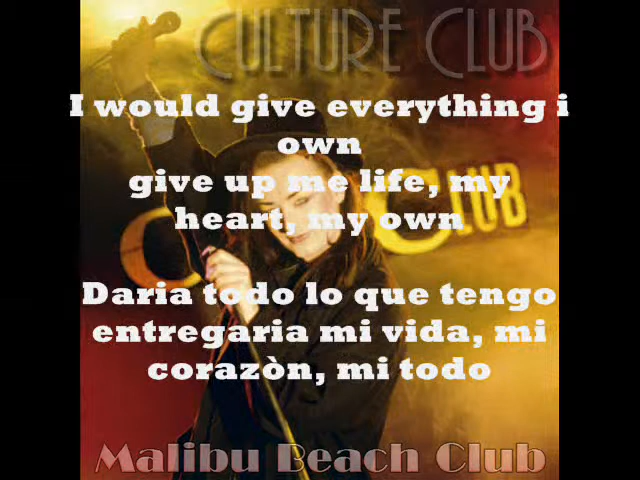 CULTURE CLUB
I would give everything i
own
give up me life, my
heart, my own
CLUB
Daria todo lo que tengo
entregaria mi vida, mi
corazòn, mi todo
Malibu Beach Club